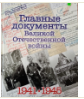 Главные
документы
Великой
Отечественной
войны
1941-1945